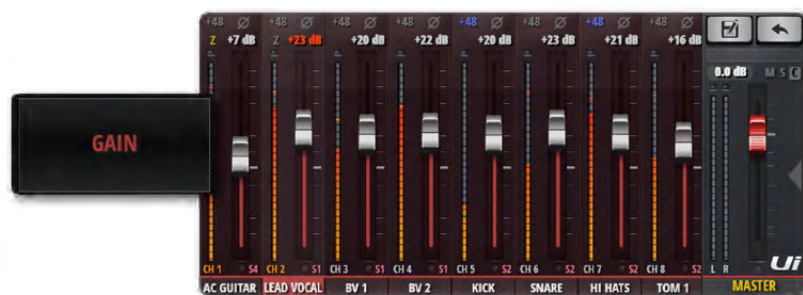 +48 Ø +48 Ø +48 Ø +48 Ø +48 Ø +48 Ø +48 Ø +48 Ø
Z +7 dB Z +23 dB +20 dB +22 dB +20 dB +23 dB +21 dB +16 dB
0.0 dB M S C
GAIN
CH 1 S4 CH 2 S1 CH 3 S1 CH 4 S1 CH 5 S2 CH 6 S2 CH 7 S2 CH 8 S2 L R Ui
AC GUITAR LEAD VOCAL BV 1 BV 2 KICK SNARE HI HATS TOM 1 MASTER